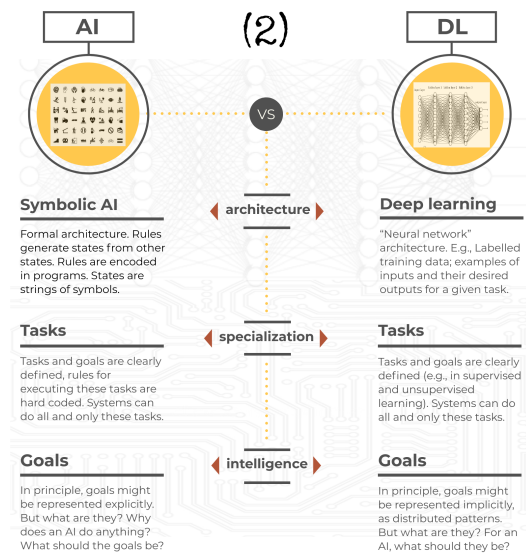 AI
(2)
DL
VS
Symbolic AI
architecture
Deep learning
Formal architecture. Rules
generate states from other
states. Rules are encoded
in programs. States are
strings of symbols.
“Neural network”
architecture. E.g., Labelled
training data; examples of
inputs and their desired
outputs for a given task.
Tasks
specialization
Tasks
Tasks and goals are clearly
defined, rules for
executing these tasks are
hard coded. Systems can
do all and only these tasks.
Tasks and goals are clearly
defined (e.g., in supervised
and unsupervised
learning). Systems can do
all and only these tasks.
Goals
intelligence
Goals
In principle, goals might
be represented explicitly.
But what are they? Why
does an AI do anything?
What should the goals be?
In principle, goals might
be represented implicitly,
as distributed patterns.
But what are they? For an
AI, what should they be?